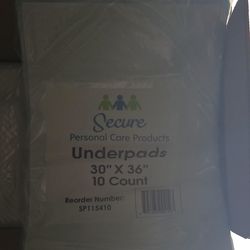 Secure
Personal Care Products
Underpads
30" X 36"
10 Count
Reorder Number:
SP115410